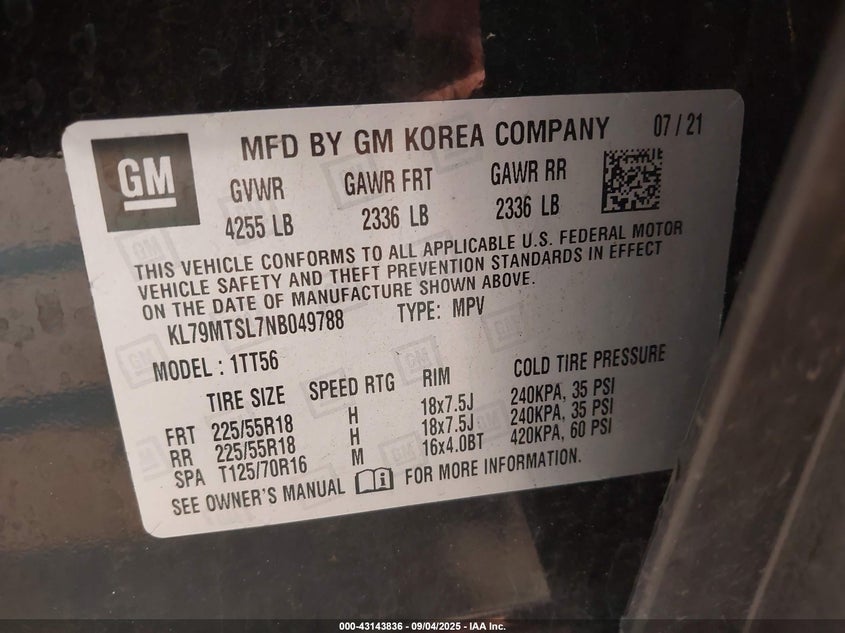 GM
MFD BY GM KOREA COMPANY 07/21
GVWR GAWR FRT GAWR RR
4255 LB 2336 LB 2336 LB
THIS VEHICLE CONFORMS TO ALL APPLICABLE U.S. FEDERAL MOTOR
VEHICLE SAFETY AND THEFT PREVENTION STANDARDS IN EFFECT
ON THE DATE OF MANUFACTURE SHOWN ABOVE.
KL79MTSL7NB049788 TYPE: MPV
MODEL : 1TT56
TIRE SIZE SPEED RTG RIM COLD TIRE PRESSURE
FRT 225/55R18 H 18x7.5J 240KPA, 35 PSI
RR 225/55R18 H 18x7.5J 240KPA, 35 PSI
SPA T125/70R16 M 16x4.0BT 420KPA, 60 PSI
SEE OWNER'S MANUAL i FOR MORE INFORMATION.
000-43143836 - 09/04/2025 - IAA Inc.